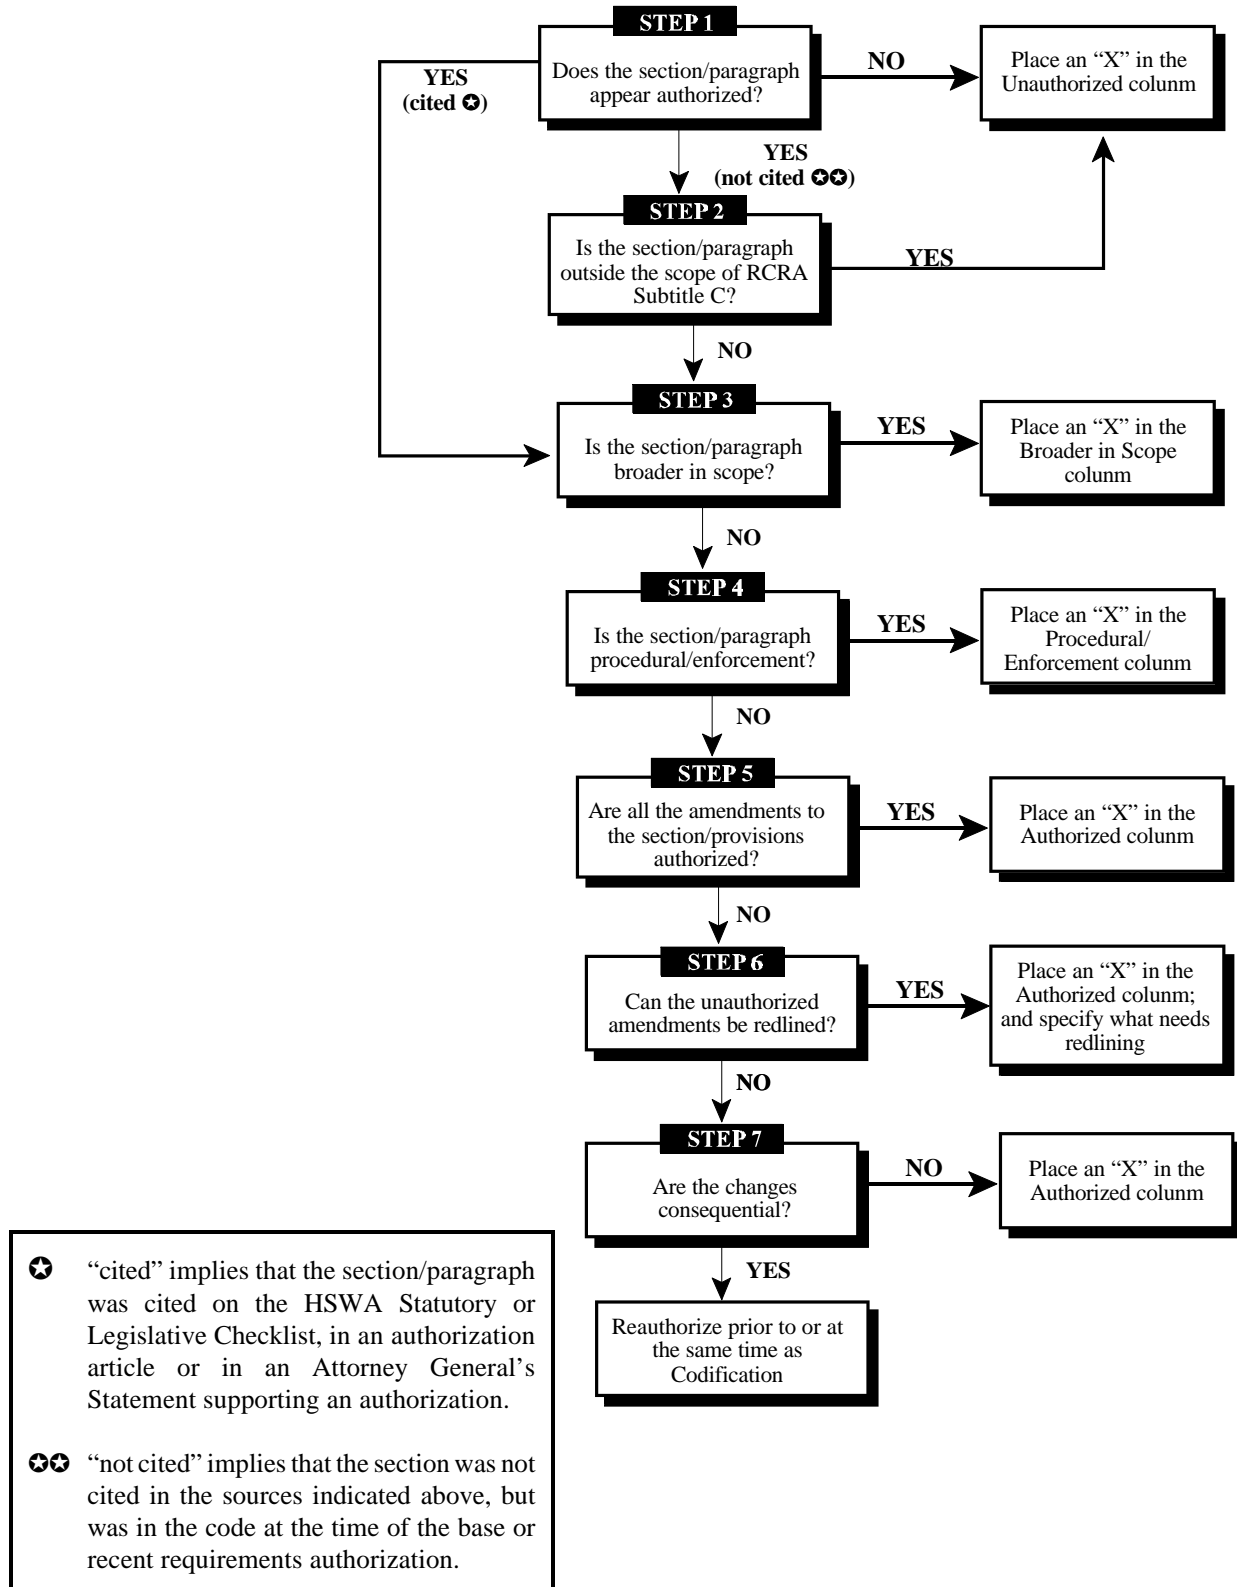 STEP 1
Does the section/paragraph
appear authorized?
NO
Place an “X” in the
Unauthorized colunm
YES
(cited ✪)
YES
(not cited ✪✪)
STEP 2
Is the section/paragraph
outside the scope of RCRA
Subtitle C?
YES
NO
STEP 3
Is the section/paragraph
broader in scope?
YES
Place an “X” in the
Broader in Scope
colunm
NO
STEP 4
Is the section/paragraph
procedural/enforcement?
YES
Place an “X” in the
Procedural/
Enforcement colunm
NO
STEP 5
Are all the amendments to
the section/provisions
authorized?
YES
Place an “X” in the
Authorized colunm
NO
STEP 6
Can the unauthorized
amendments be redlined?
YES
Place an “X” in the
Authorized colunm;
and specify what needs
redlining
NO
STEP 7
Are the changes
consequential?
NO
Place an “X” in the
Authorized colunm
YES
Reauthorize prior to or at
the same time as
Codification
✪ “cited” implies that the section/paragraph
was cited on the HSWA Statutory or
Legislative Checklist, in an authorization
article or in an Attorney General’s
Statement supporting an authorization.
✪✪ “not cited” implies that the section was not
cited in the sources indicated above, but
was in the code at the time of the base or
recent requirements authorization.